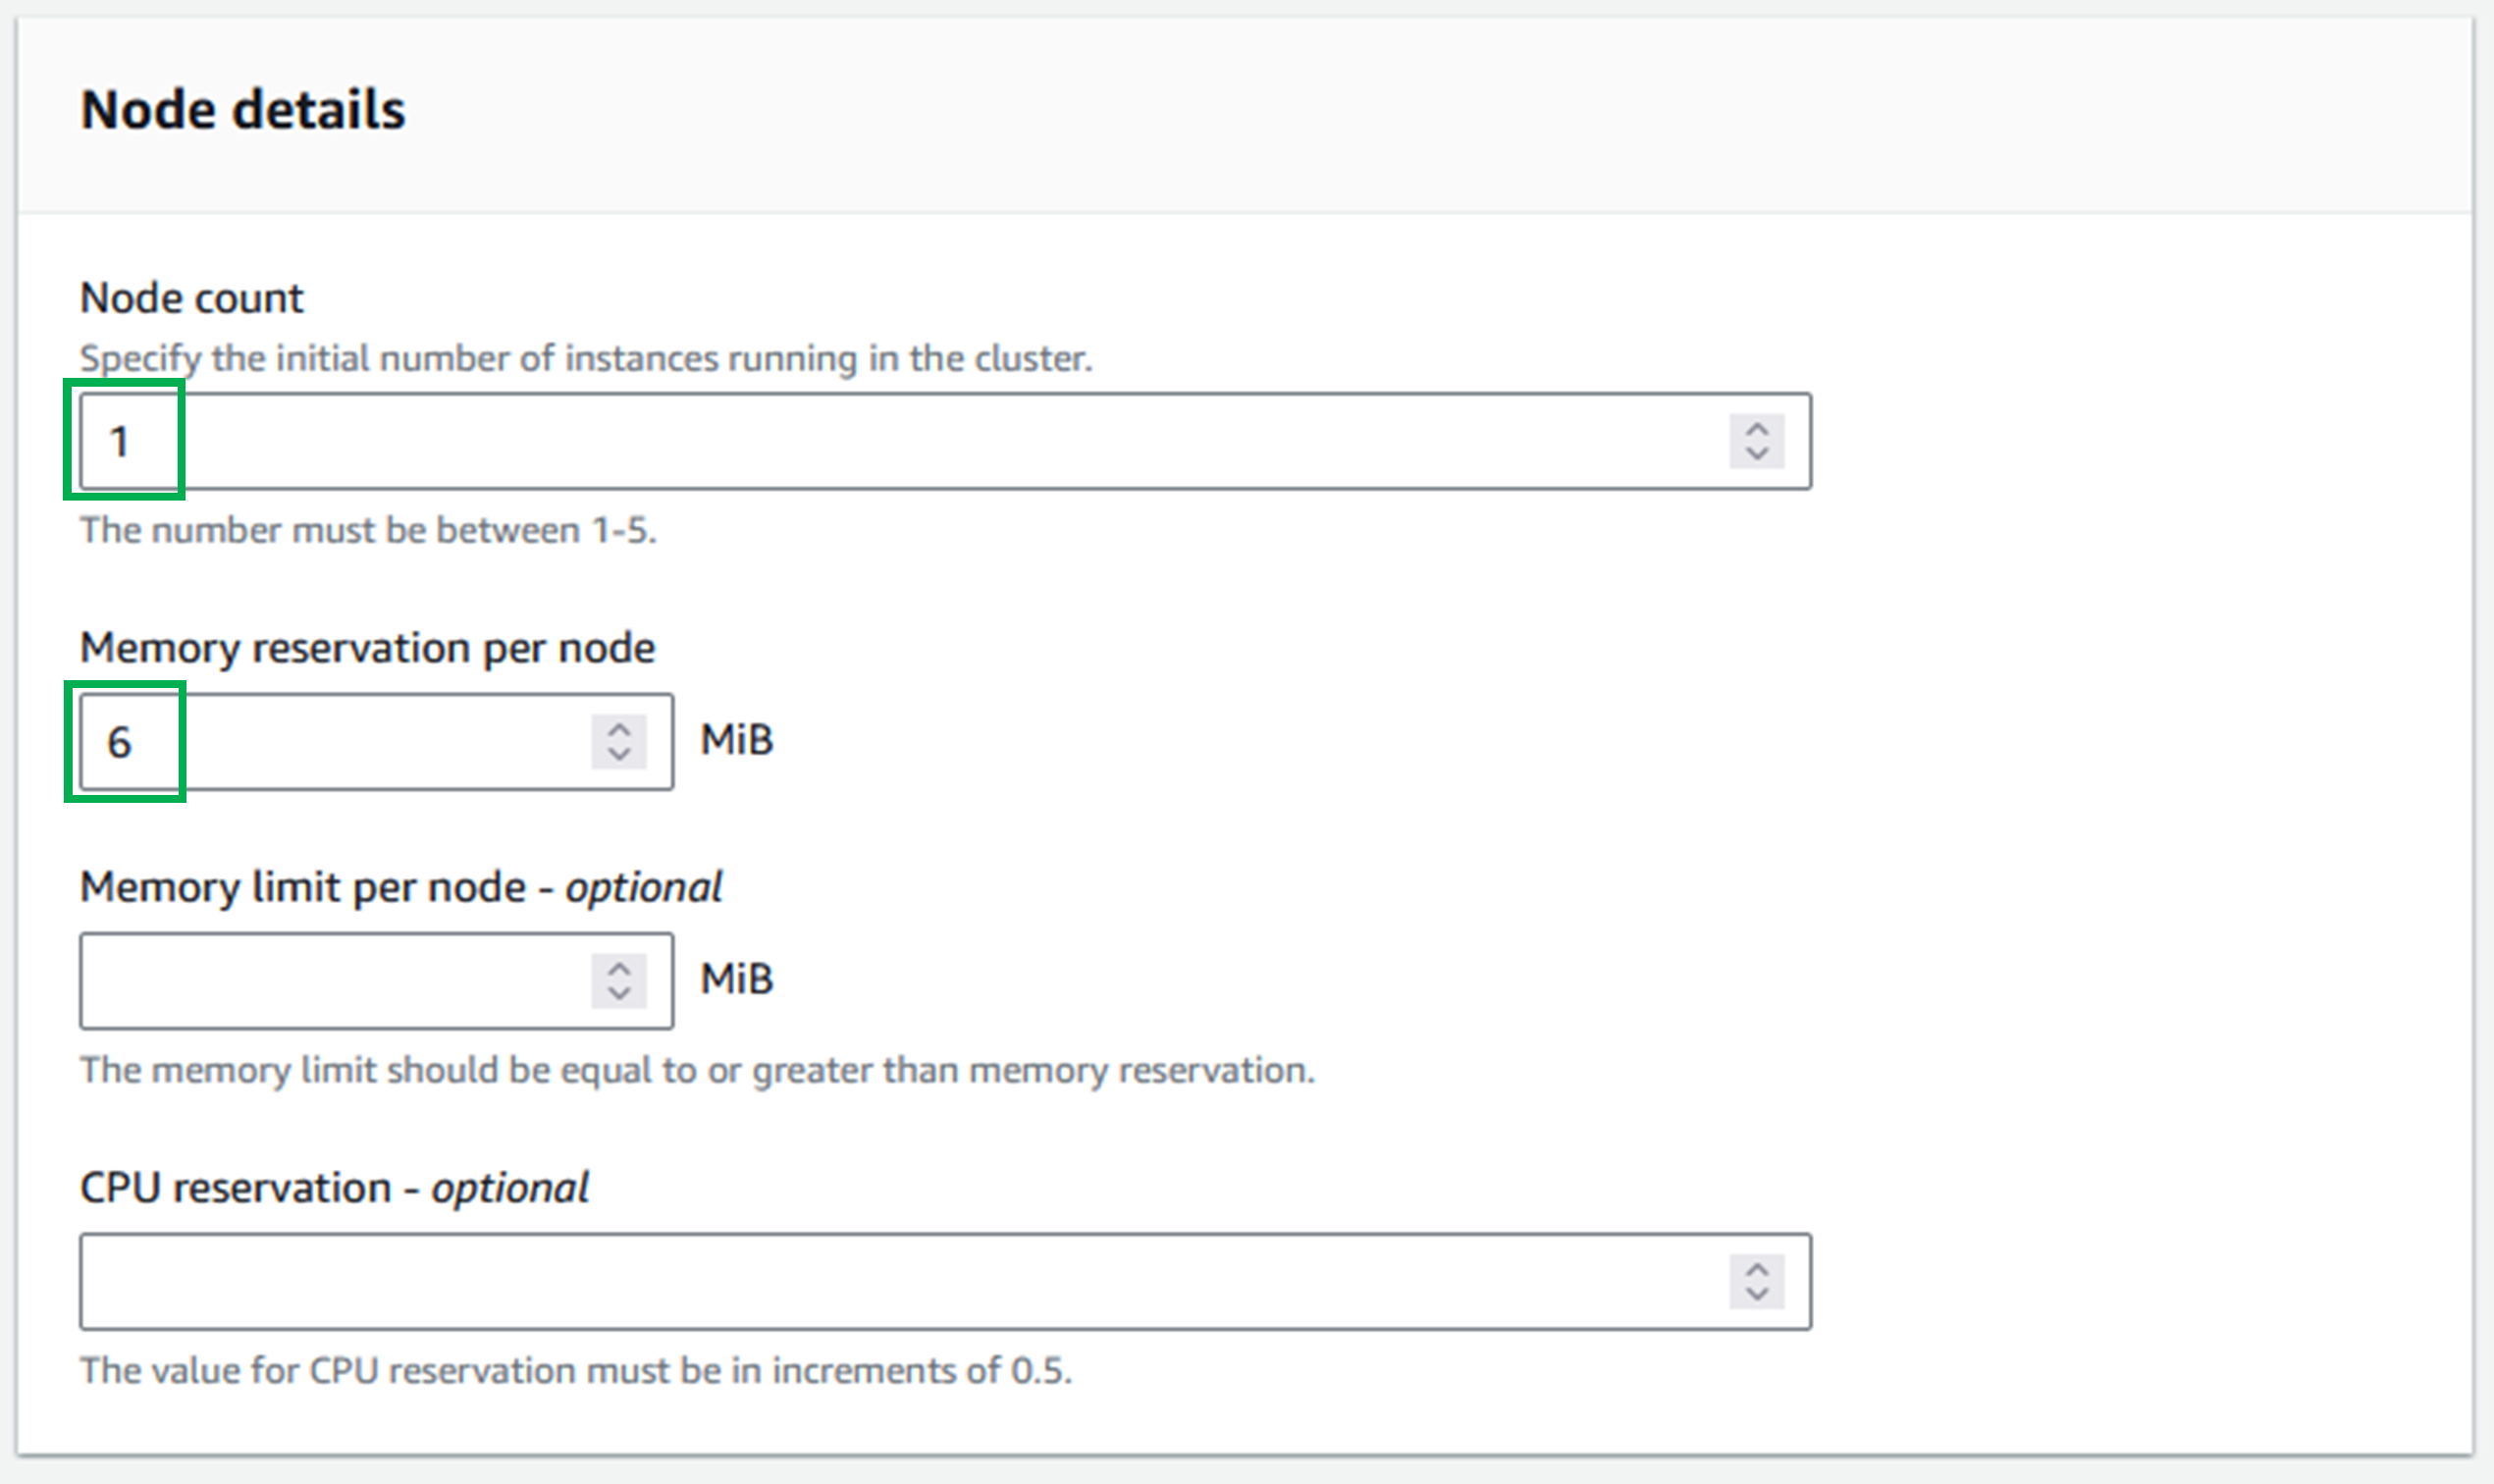 Node details
Node count
Specify the initial number of instances running in the cluster.
1
The number must be between 1-5.
Memory reservation per node
6 MiB
Memory limit per node - optional
MiB
The memory limit should be equal to or greater than memory reservation.
CPU reservation - optional
The value for CPU reservation must be in increments of 0.5.